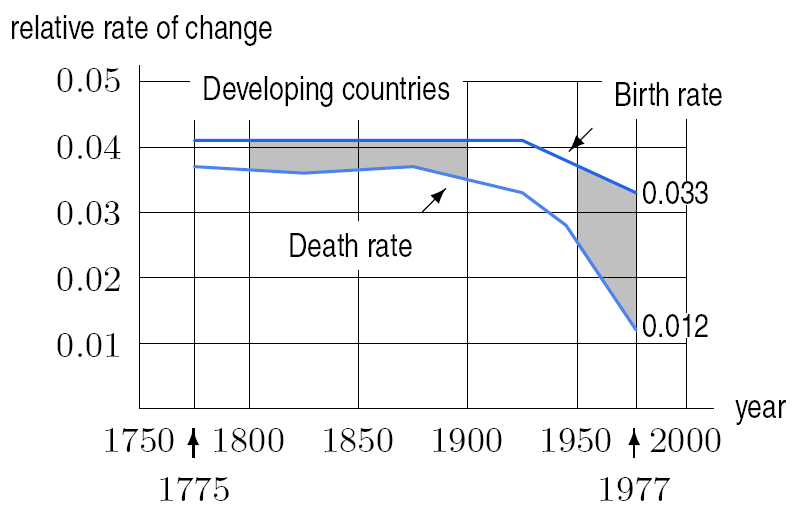 relative rate of change
0.05
Developing countries
Birth rate
0.04
0.033
0.03
Death rate
0.02
0.012
0.01
year
1750 1800 1850 1900 1950 2000
1775 1977